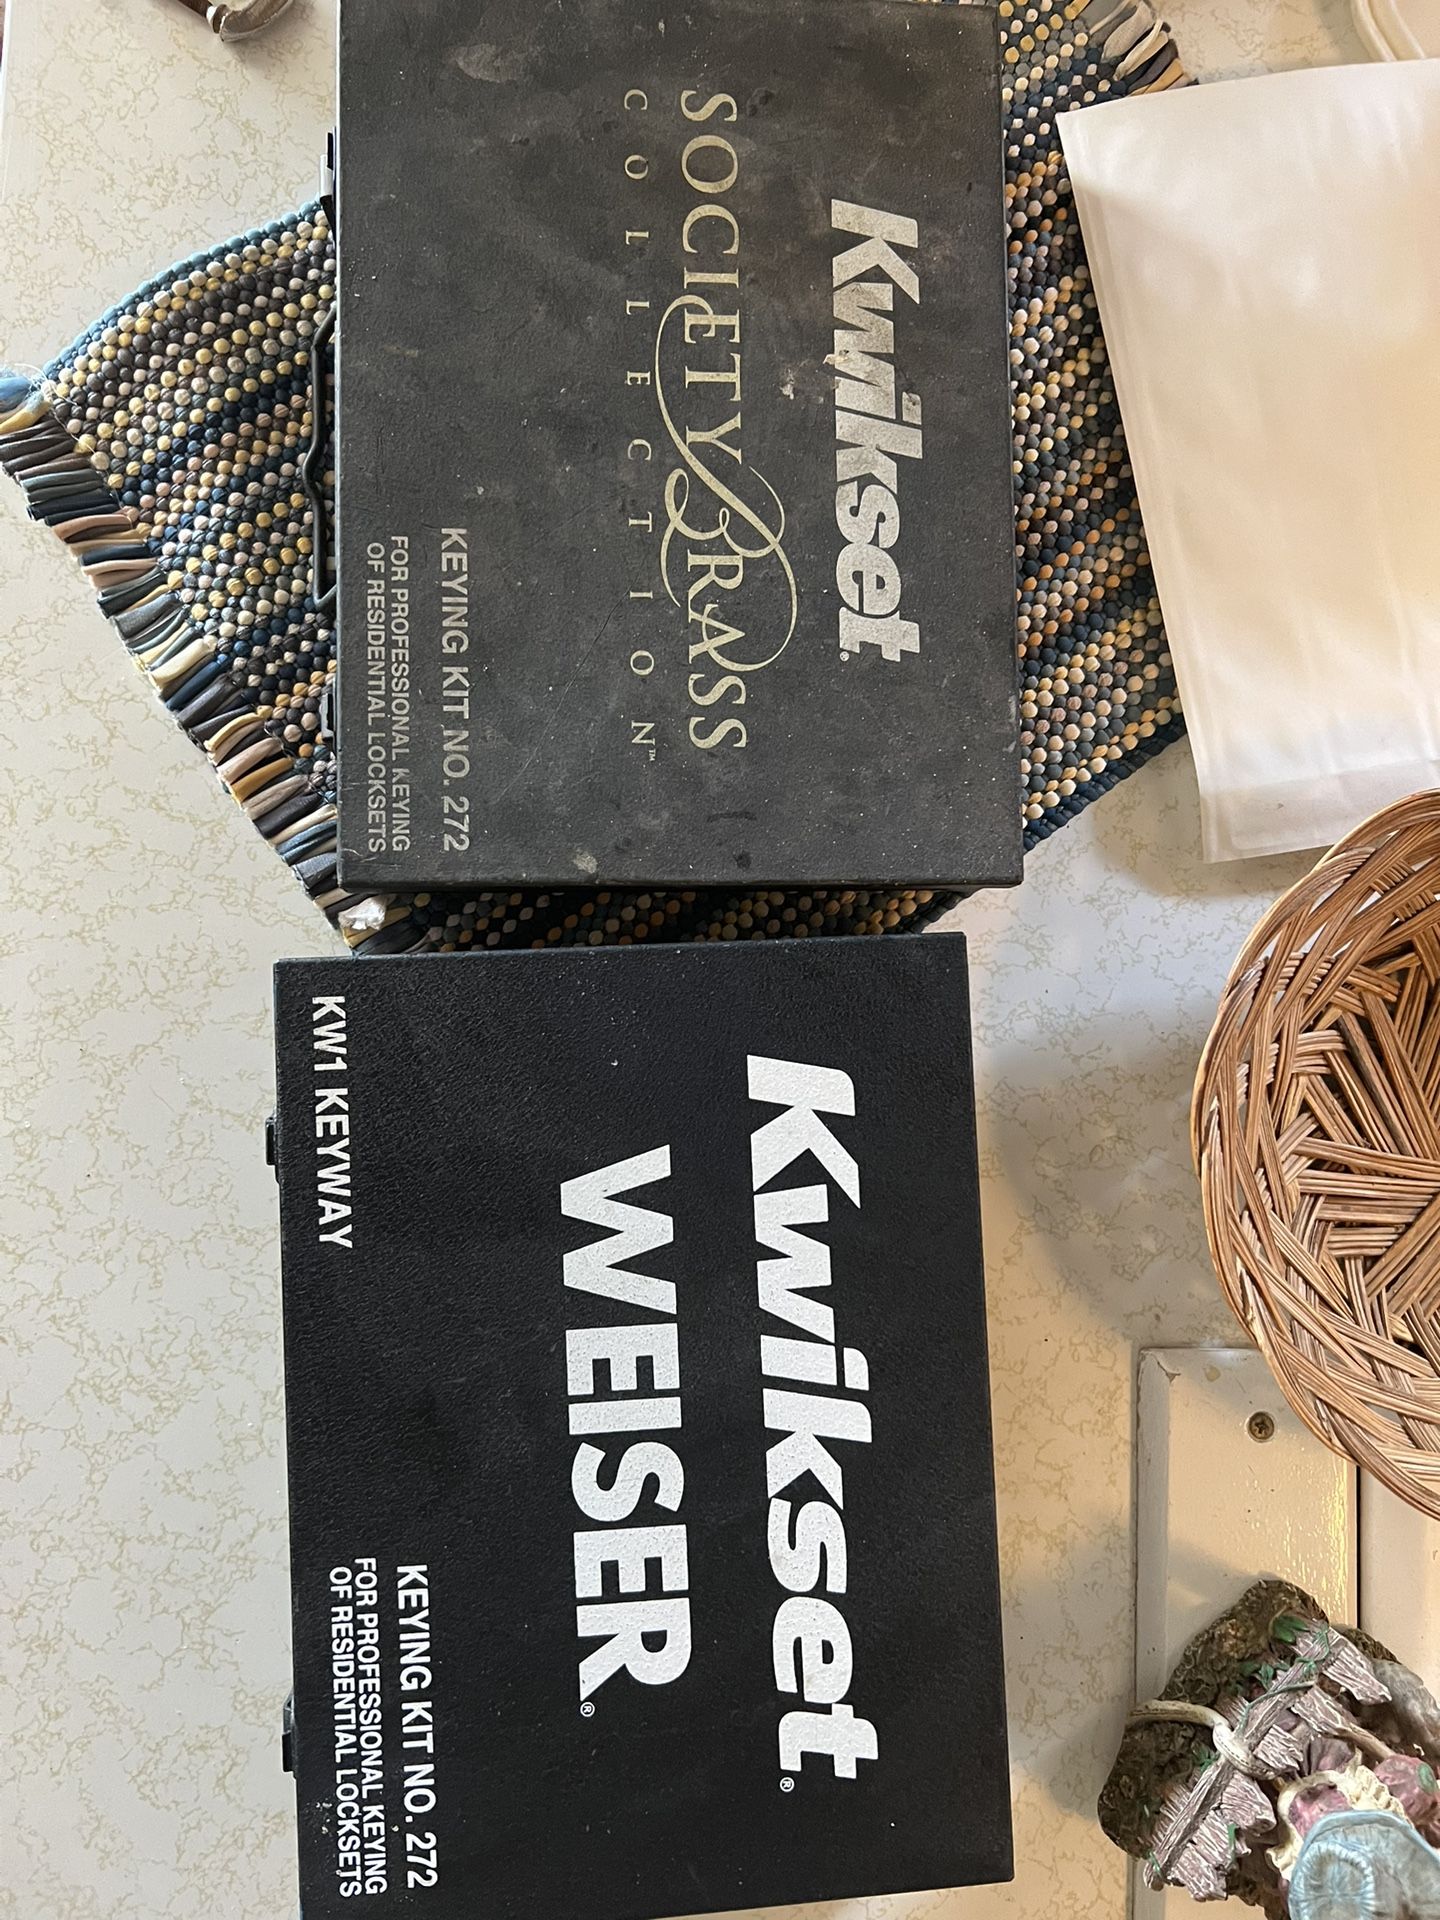 Kwikset®
SOCIETY BRASS
COLLECTION™
KEYING KIT NO. 272
FOR PROFESSIONAL KEYING
OF RESIDENTIAL LOCKSETS
Kwikset®
WEISER®
KW1 KEYWAY
KEYING KIT NO. 272
FOR PROFESSIONAL KEYING
OF RESIDENTIAL LOCKSETS